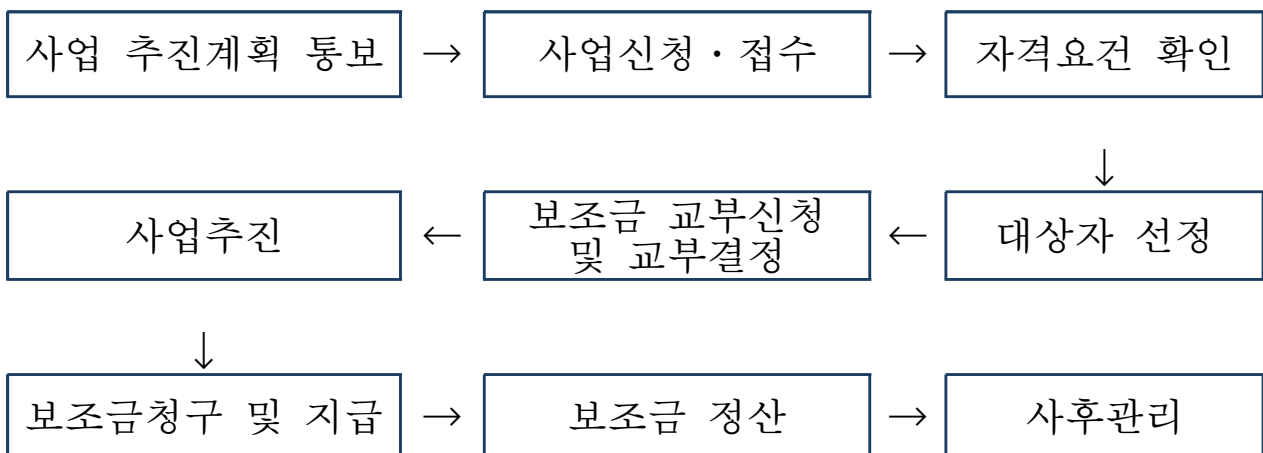 사업 추진계획 통보 → 사업신청·접수 → 자격요건 확인
↓
사업추진 ← 보조금 교부신청 및 교부결정 ← 대상자 선정
↓
보조금청구 및 지급 → 보조금 정산 → 사후관리